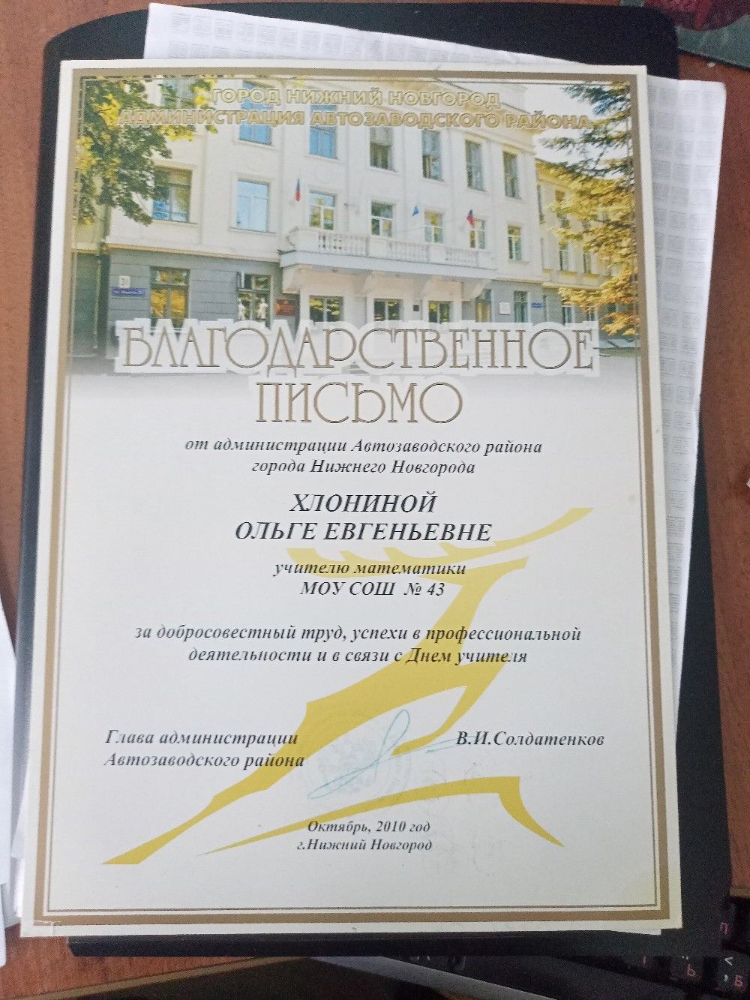 ГОРОД НИЖНИЙ НОВГОРОД
АДМИНИСТРАЦИЯ АВТОЗАВОДСКОГО РАЙОНА
БЛАГОДАРСТВЕННОЕ
ПИСЬМО
от администрации Автозаводского района
города Нижнего Новгорода
ХЛОНИНОЙ
ОЛЬГЕ ЕВГЕНЬЕВНЕ
учителю математики
МОУ СОШ № 43
за добросовестный труд, успехи в профессиональной
деятельности и в связи с Днем учителя
Глава администрации
Автозаводского района
В.И.Солдатенков
Октябрь, 2010 год
г.Нижний Новгород